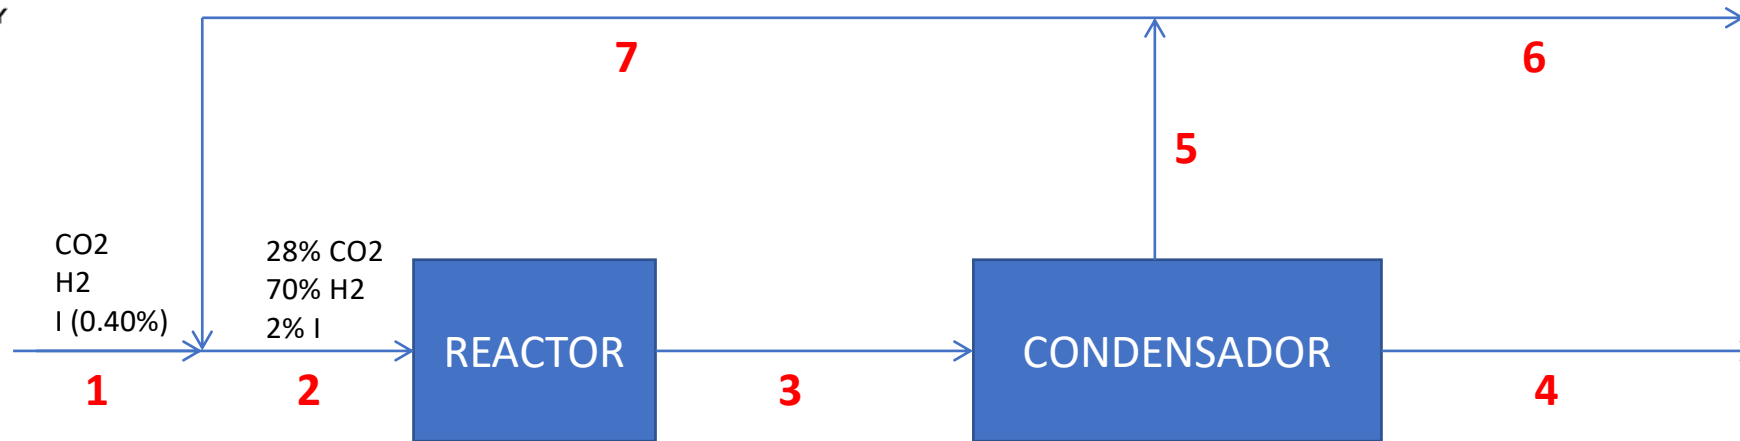 Y
7
6
5
CO2
H2
I (0.40%)
28% CO2
70% H2
2% I
REACTOR
CONDENSADOR
1
2
3
4